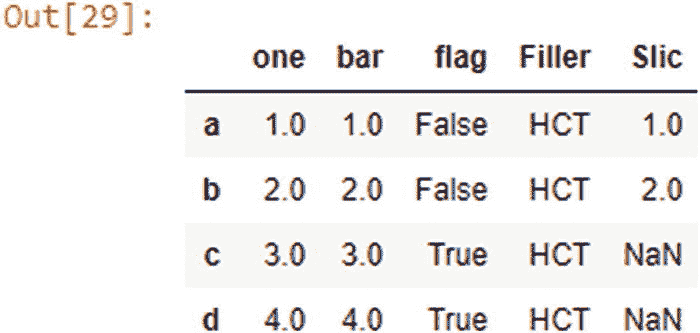 Out[29]:
one bar flag Filler Slic
a 1.0 1.0 False HCT 1.0
b 2.0 2.0 False HCT 2.0
c 3.0 3.0 True HCT NaN
d 4.0 4.0 True HCT NaN